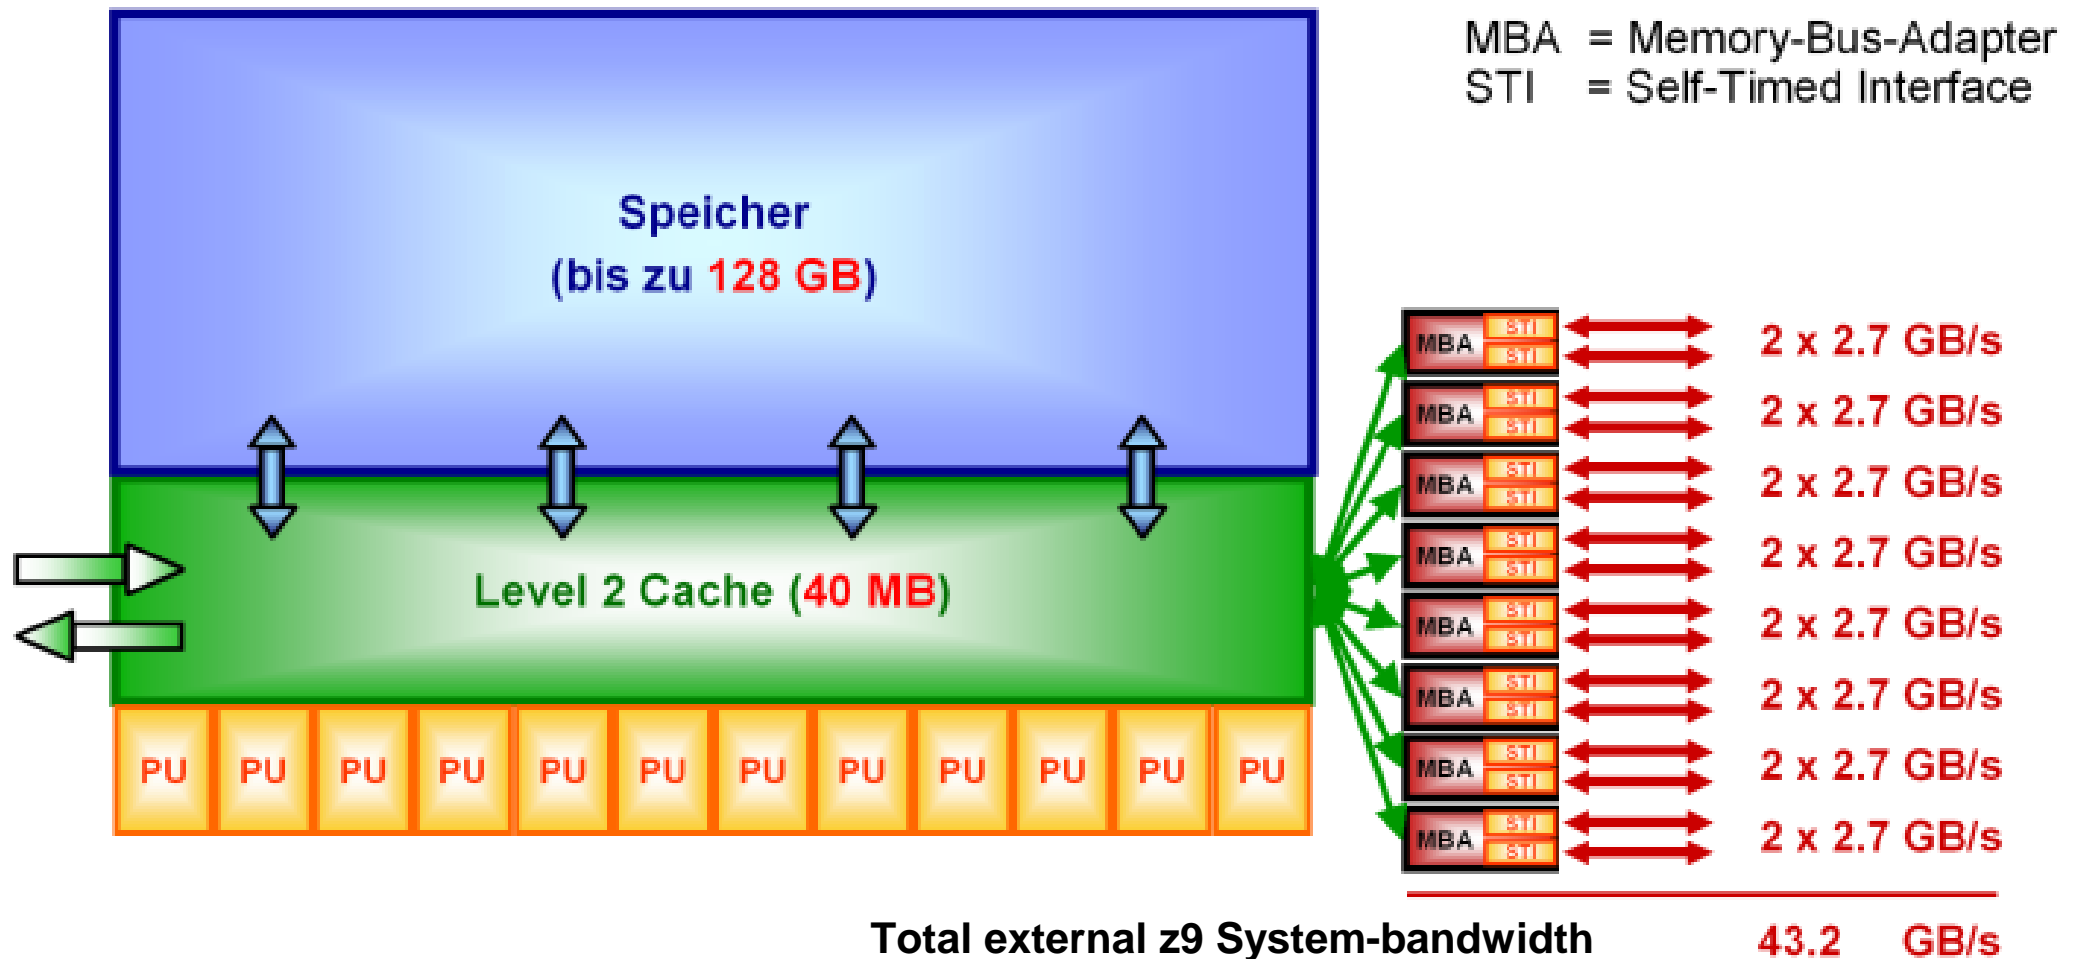 MBA = Memory-Bus-Adapter
STI = Self-Timed Interface
Speicher
(bis zu 128 GB)
Level 2 Cache (40 MB)
PU PU PU PU PU PU PU PU PU PU PU PU
MBA STI STI 2 x 2.7 GB/s
MBA STI STI 2 x 2.7 GB/s
MBA STI STI 2 x 2.7 GB/s
MBA STI STI 2 x 2.7 GB/s
MBA STI STI 2 x 2.7 GB/s
MBA STI STI 2 x 2.7 GB/s
MBA STI STI 2 x 2.7 GB/s
MBA STI STI 2 x 2.7 GB/s
Total external z9 System-bandwidth 43.2 GB/s